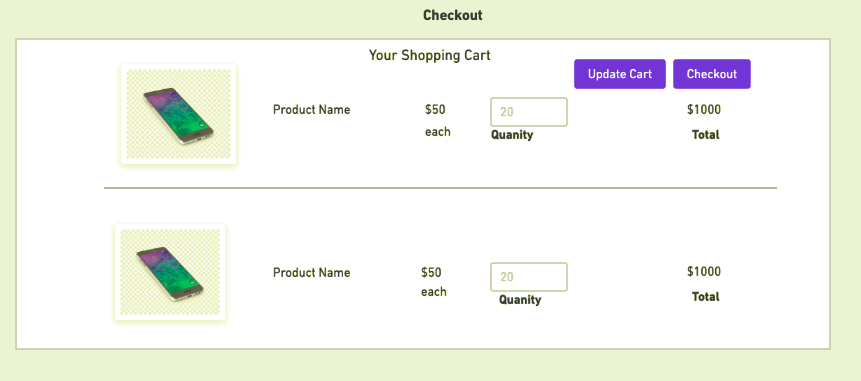 Checkout
Your Shopping Cart
Update Cart
Checkout
Product Name
$50
each
20
Quanity
$1000
Total
Product Name
$50
each
20
Quanity
$1000
Total